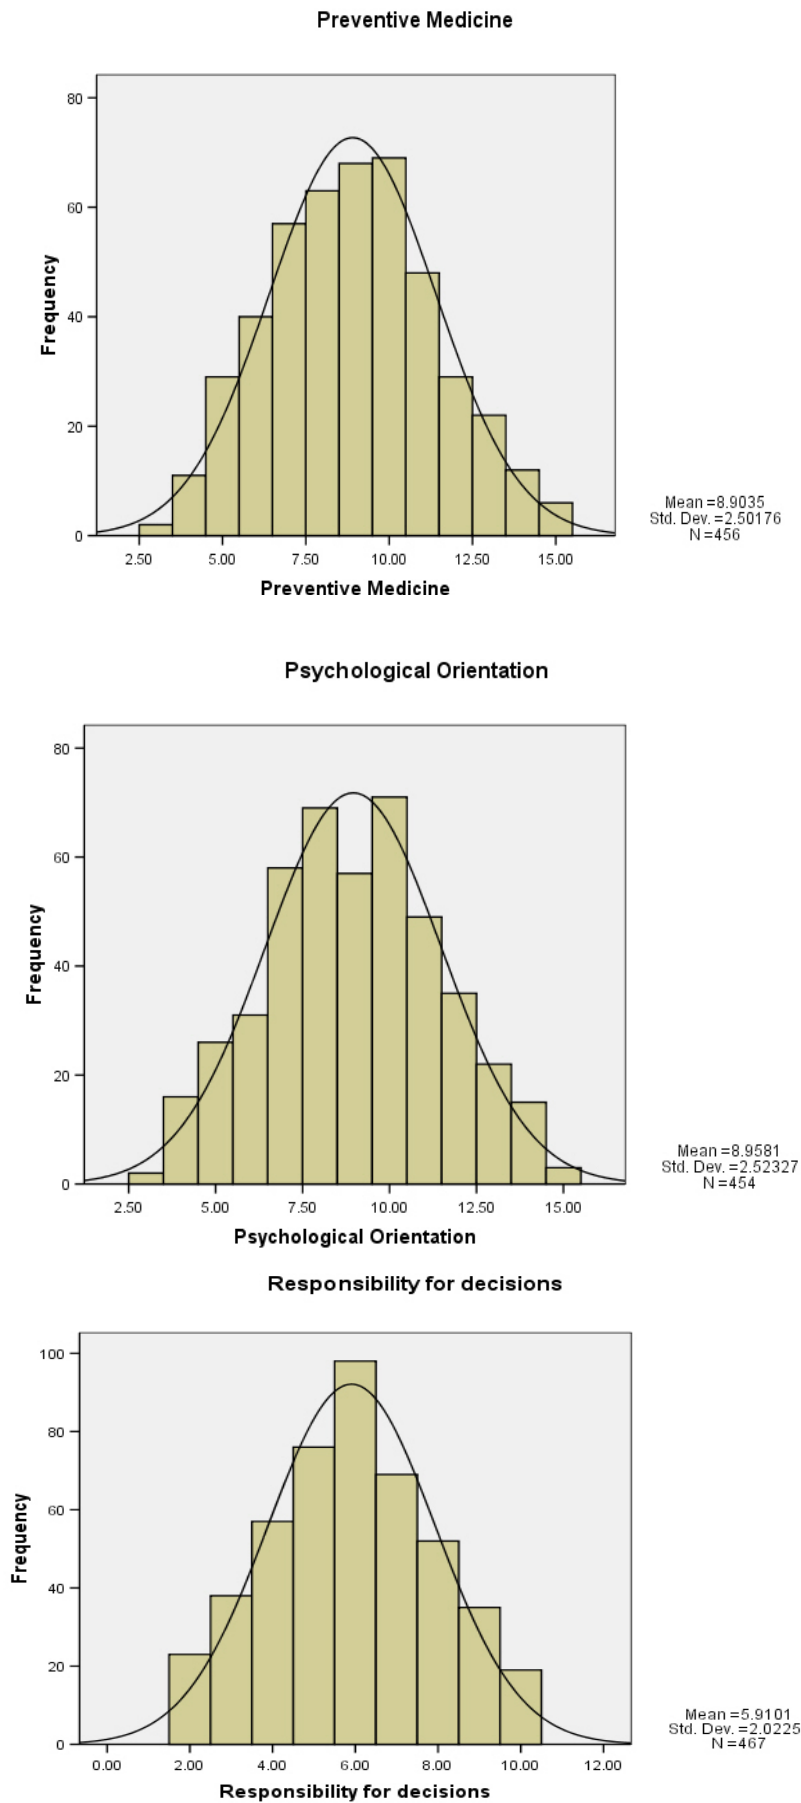 Preventive Medicine
80
60
40
20
0
Frequency
2.50 5.00 7.50 10.00 12.50 15.00
Preventive Medicine
Mean =8.9035
Std. Dev. =2.50176
N =456
Psychological Orientation
80
60
40
20
0
Frequency
2.50 5.00 7.50 10.00 12.50 15.00
Psychological Orientation
Mean =8.9581
Std. Dev. =2.52327
N =454
Responsibility for decisions
100
80
60
40
20
0
Frequency
0.00 2.00 4.00 6.00 8.00 10.00 12.00
Responsibility for decisions
Mean =5.9101
Std. Dev. =2.0225
N =467